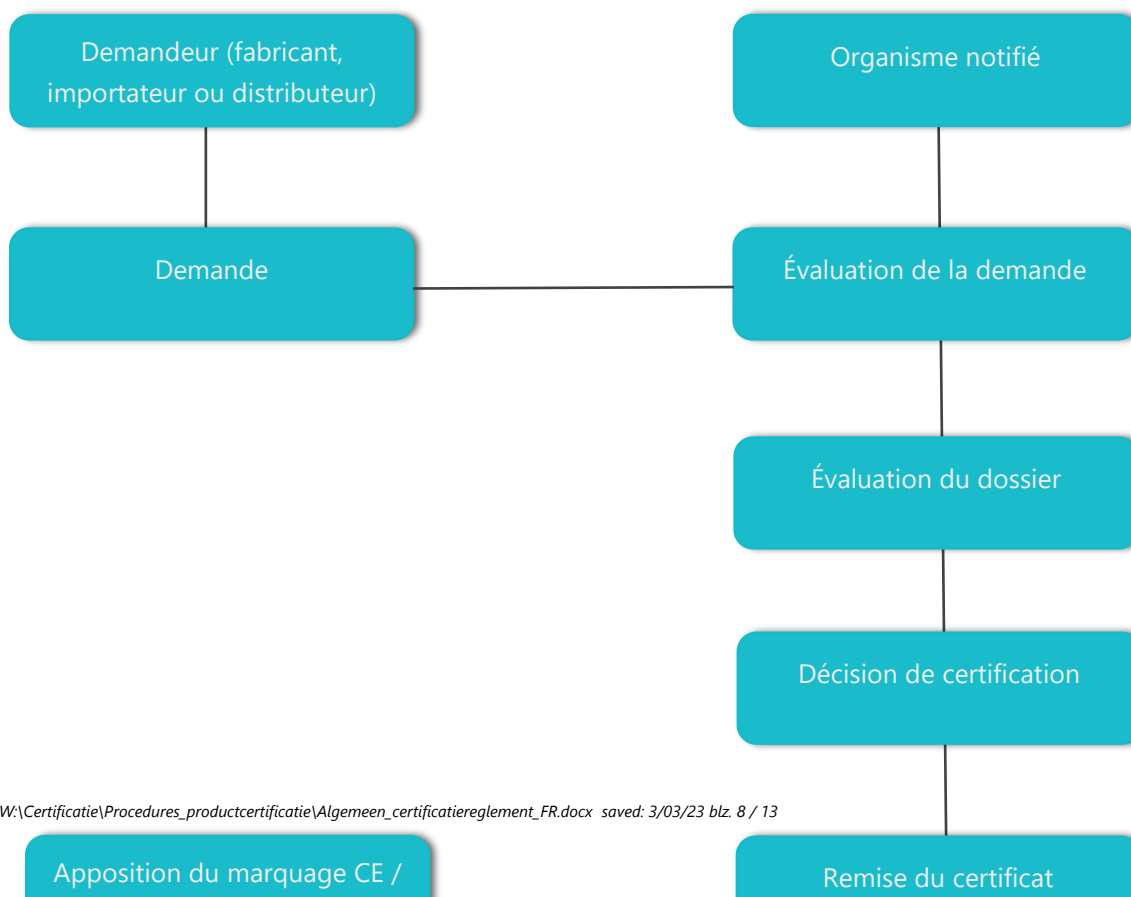 Demandeur (fabricant,
importateur ou distributeur)
Organisme notifié
Demande
Évaluation de la demande
Évaluation du dossier
Décision de certification
W:\Certificatie\Procedures_productcertificatie\Algemeen_certificatiereglement_FR.docx saved: 3/03/23 blz. 8 / 13
Apposition du marquage CE /
Remise du certificat